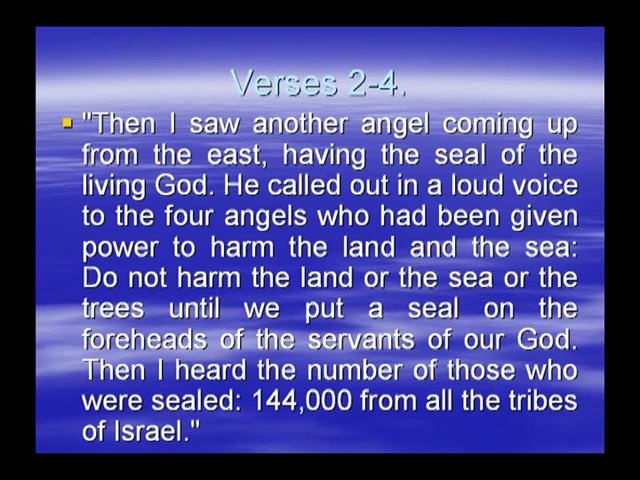 Verses 2-4.
"Then I saw another angel coming up
from the east, having the seal of the
living God. He called out in a loud voice
to the four angels who had been given
power to harm the land and the sea:
Do not harm the land or the sea or the
trees until we put a seal on the
foreheads of the servants of our God.
Then I heard the number of those who
were sealed: 144,000 from all the tribes
of Israel."